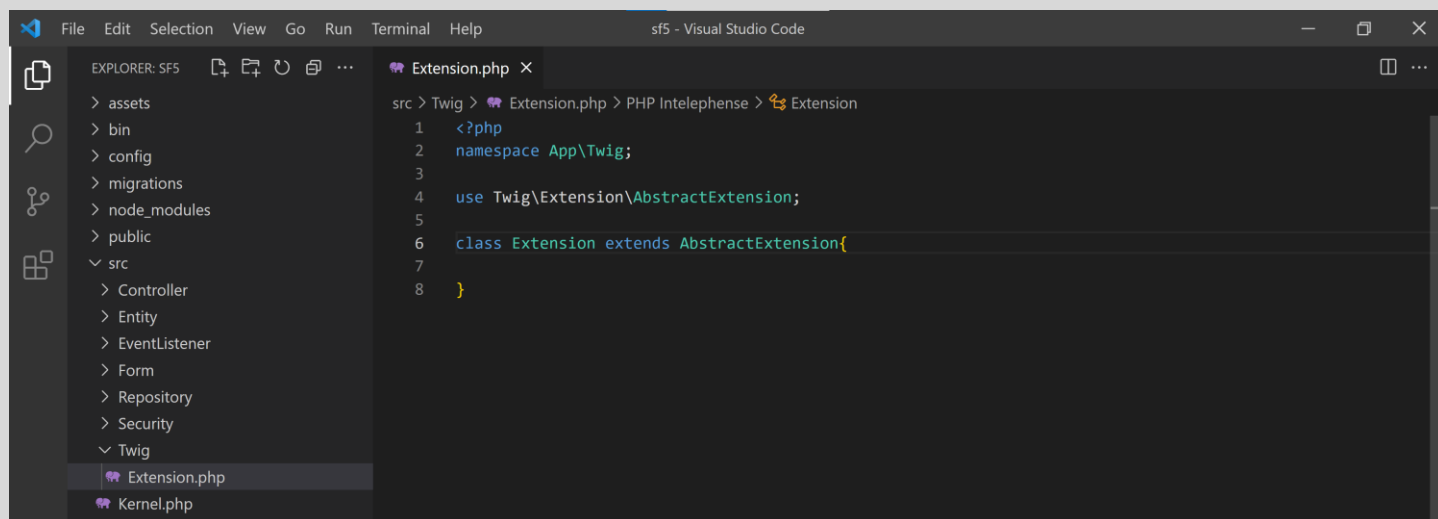 File Edit Selection View Go Run Terminal Help sf5 - Visual Studio Code
EXPLORER: SF5
assets
bin
config
migrations
node_modules
public
src
Controller
Entity
EventListener
Form
Repository
Security
Twig
Extension.php
Kernel.php
Extension.php
src > Twig > Extension.php > PHP Intelephense > Extension
1 <?php
2 namespace App\Twig;
3
4 use Twig\Extension\AbstractExtension;
5
6 class Extension extends AbstractExtension{
7
8 }